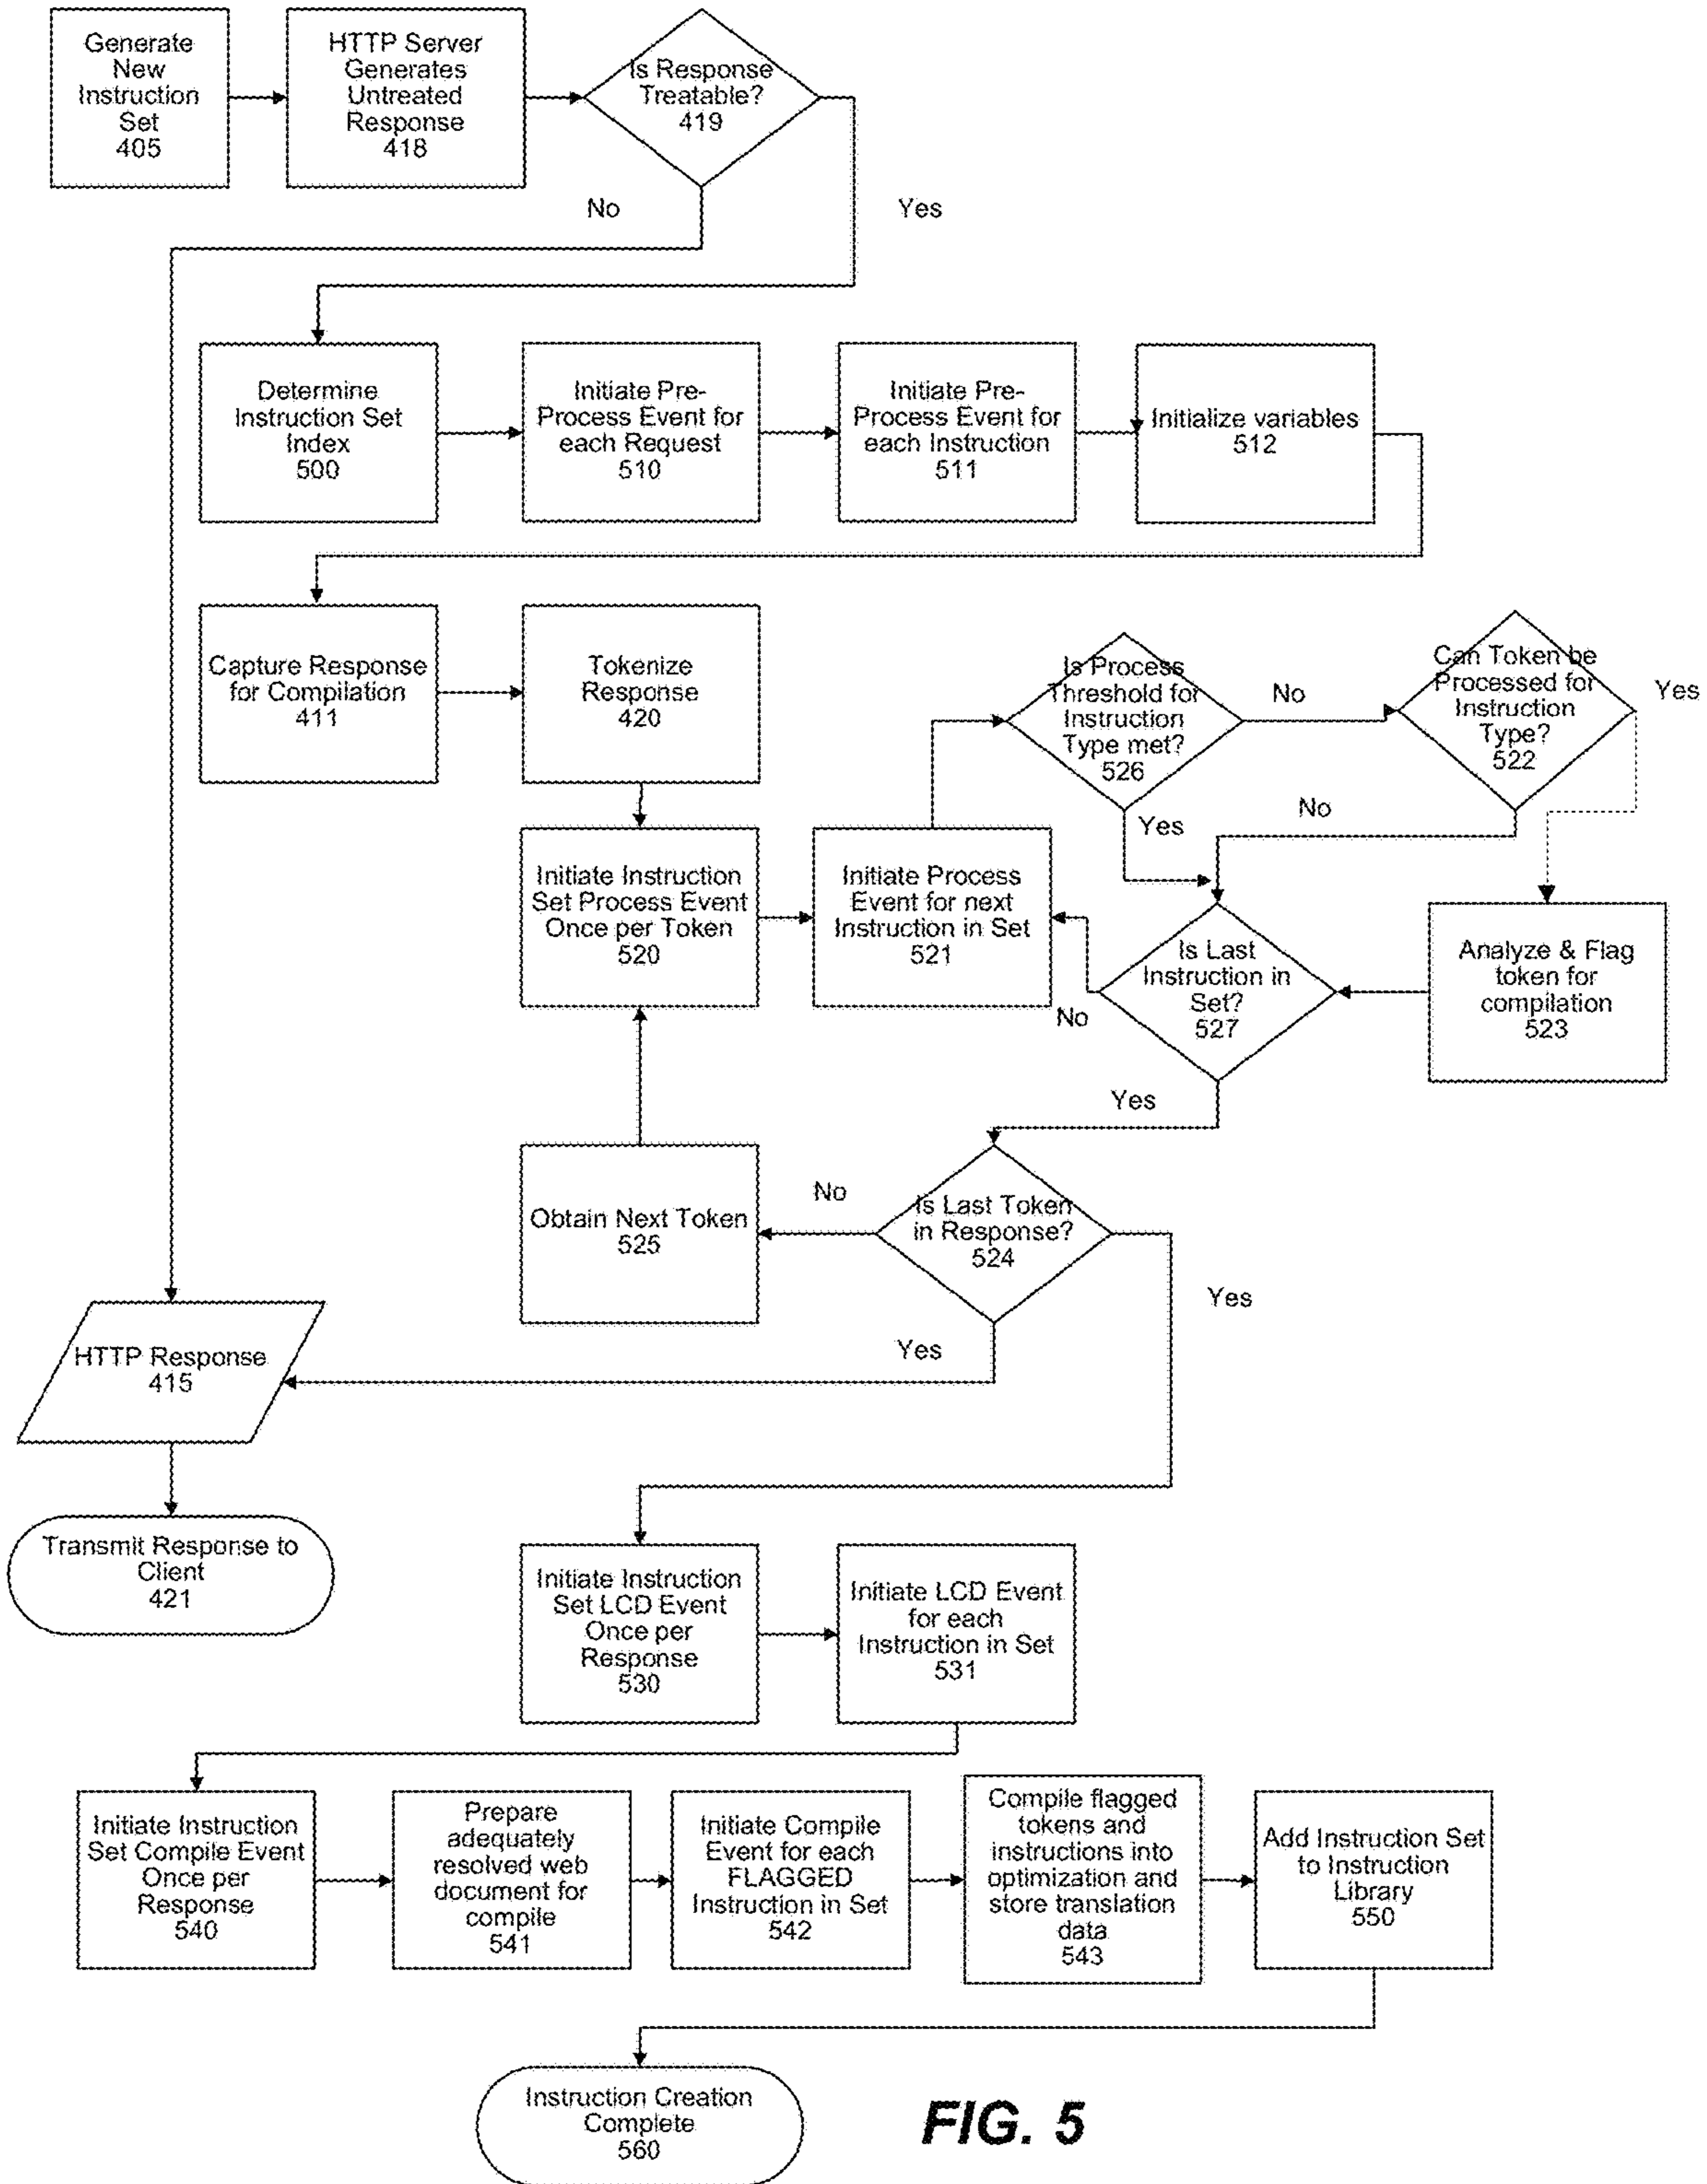 Generate
New
Instruction
Set
405
HTTP Server
Generates
Untreated
Response
418
Is Response
Treatable?
419
No
Yes
Determine
Instruction Set
Index
500
Initiate Pre-
Process Event for
each Request
510
Initiate Pre-
Process Event for
each Instruction
511
Initialize variables
512
Capture Response
for Compilation
411
Tokenize
Response
420
Is Process
Threshold for
Instruction
Type met?
526
No
Can Token be
Processed for
Instruction
Type?
522
Yes
Yes
No
Initiate Instruction
Set Process Event
Once per Token
520
Initiate Process
Event for next
Instruction in Set
521
Is Last
Instruction in
Set?
527
No
Analyze & Flag
token for
compilation
523
Yes
Obtain Next Token
525
No
Is Last Token
in Response?
524
Yes
Yes
HTTP Response
415
Transmit Response to
Client
421
Initiate Instruction
Set LCD Event
Once per
Response
530
Initiate LCD Event
for each
Instruction in Set
531
Initiate Instruction
Set Compile Event
Once per
Response
540
Prepare
adequately
resolved web
document for
compile
541
Initiate Compile
Event for each
FLAGGED
Instruction in Set
542
Compile flagged
tokens and
instructions into
optimization and
store translation
data
543
Add Instruction Set
to Instruction
Library
550
Instruction Creation
Complete
560
FIG. 5